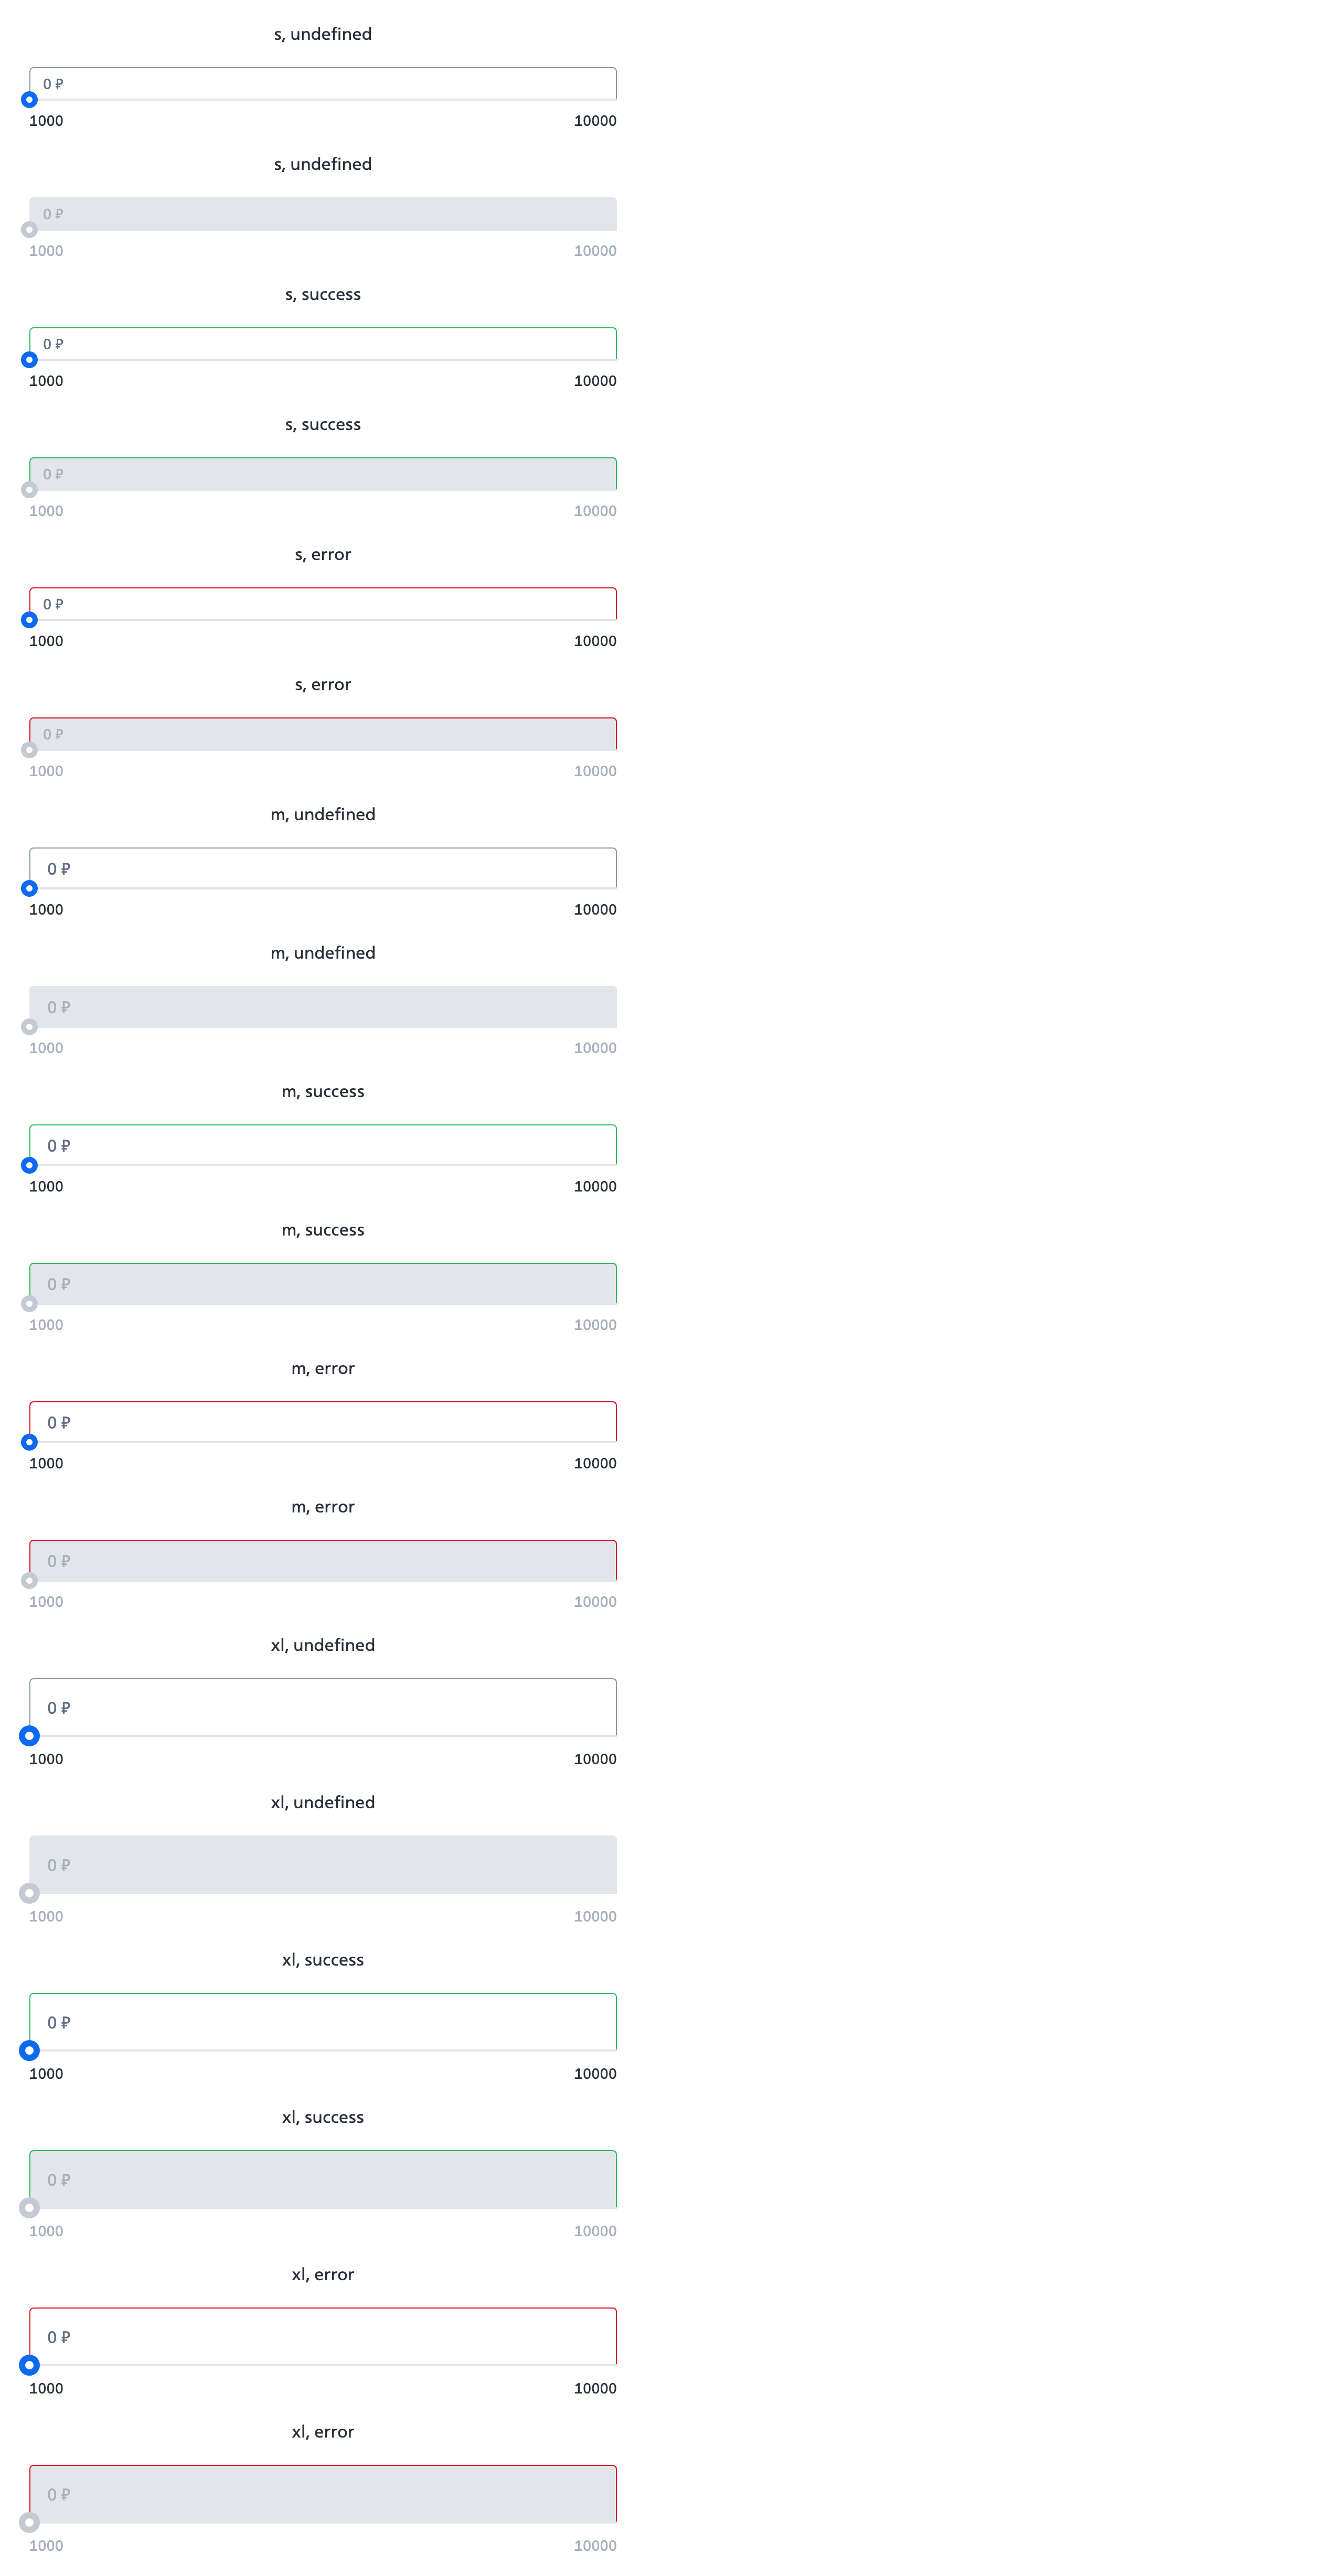 s, undefined
0 ₽
1000 10000
s, undefined
0 ₽
1000 10000
s, success
0 ₽
1000 10000
s, success
0 ₽
1000 10000
s, error
0 ₽
1000 10000
s, error
0 ₽
1000 10000
m, undefined
0 ₽
1000 10000
m, undefined
0 ₽
1000 10000
m, success
0 ₽
1000 10000
m, success
0 ₽
1000 10000
m, error
0 ₽
1000 10000
m, error
0 ₽
1000 10000
xl, undefined
0 ₽
1000 10000
xl, undefined
0 ₽
1000 10000
xl, success
0 ₽
1000 10000
xl, success
0 ₽
1000 10000
xl, error
0 ₽
1000 10000
xl, error
0 ₽
1000 10000